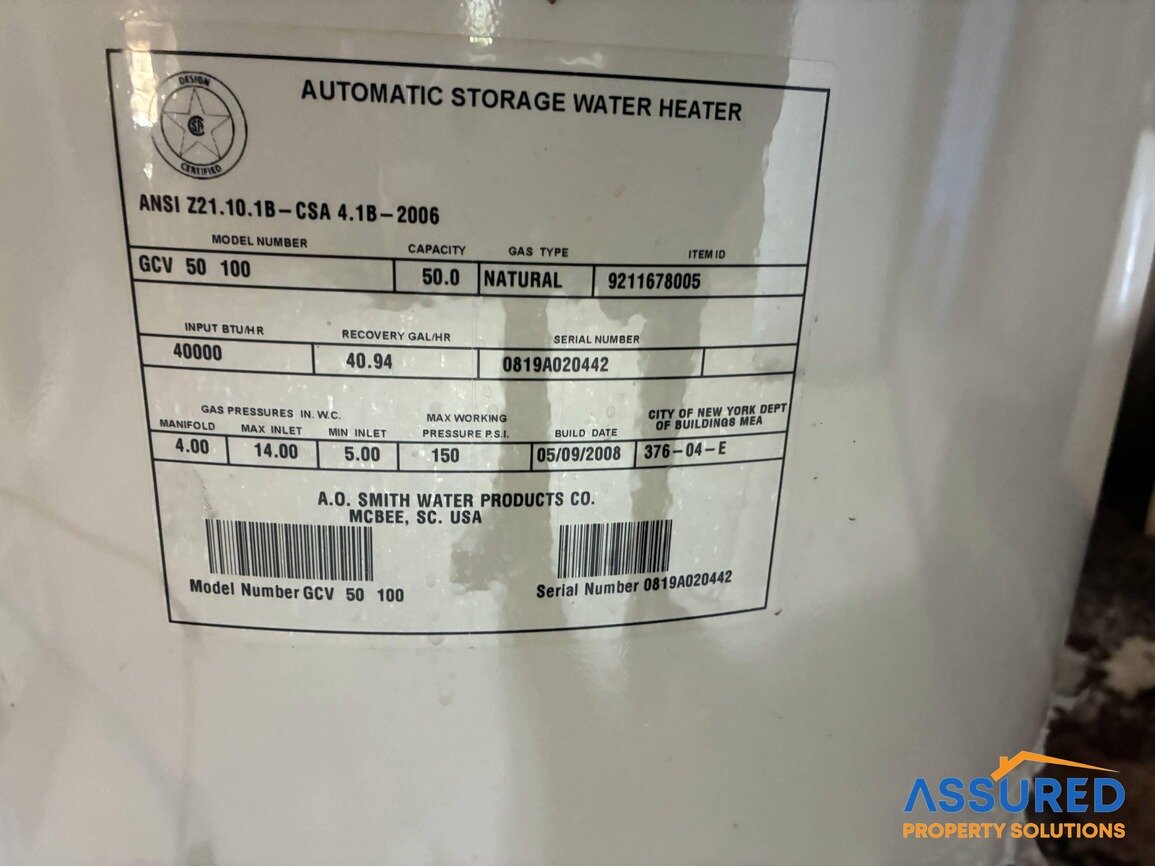 DESIGN
CERTIFIED
AUTOMATIC STORAGE WATER HEATER
ANSI Z21.10.1B–CSA 4.1B–2006
MODEL NUMBER CAPACITY GAS TYPE ITEM ID
GCV 50 100 50.0 NATURAL 9211678005
INPUT BTU/HR RECOVERY GAL/HR SERIAL NUMBER
40000 40.94 0819A020442
GAS PRESSURES IN. W.C. MAX WORKING CITY OF NEW YORK DEPT
MANIFOLD MAX INLET MIN INLET PRESSURE P.S.I. BUILD DATE OF BUILDINGS MEA
4.00 14.00 5.00 150 05/09/2008 376–04–E
A.O. SMITH WATER PRODUCTS CO.
MCBEE, SC. USA
Model Number GCV 50 100 Serial Number 0819A020442
ASSURED
PROPERTY SOLUTIONS